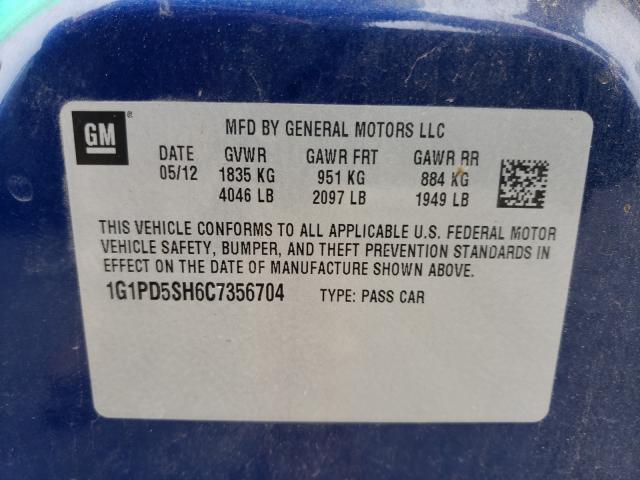 GM
MFD BY GENERAL MOTORS LLC
DATE GVWR GAWR FRT GAWR RR
05/12 1835 KG 951 KG 884 KG
4046 LB 2097 LB 1949 LB
THIS VEHICLE CONFORMS TO ALL APPLICABLE U.S. FEDERAL MOTOR
VEHICLE SAFETY, BUMPER, AND THEFT PREVENTION STANDARDS IN
EFFECT ON THE DATE OF MANUFACTURE SHOWN ABOVE.
1G1PD5SH6C7356704 TYPE: PASS CAR